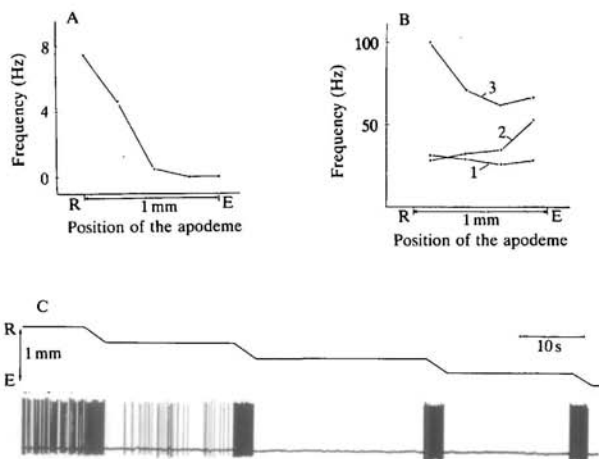 A
Frequency (Hz)
8
4
0
R
1 mm
E
Position of the apodeme
B
Frequency (Hz)
100
50
3
2
1
R
1 mm
E
Position of the apodeme
C
R
1 mm
E
10 s